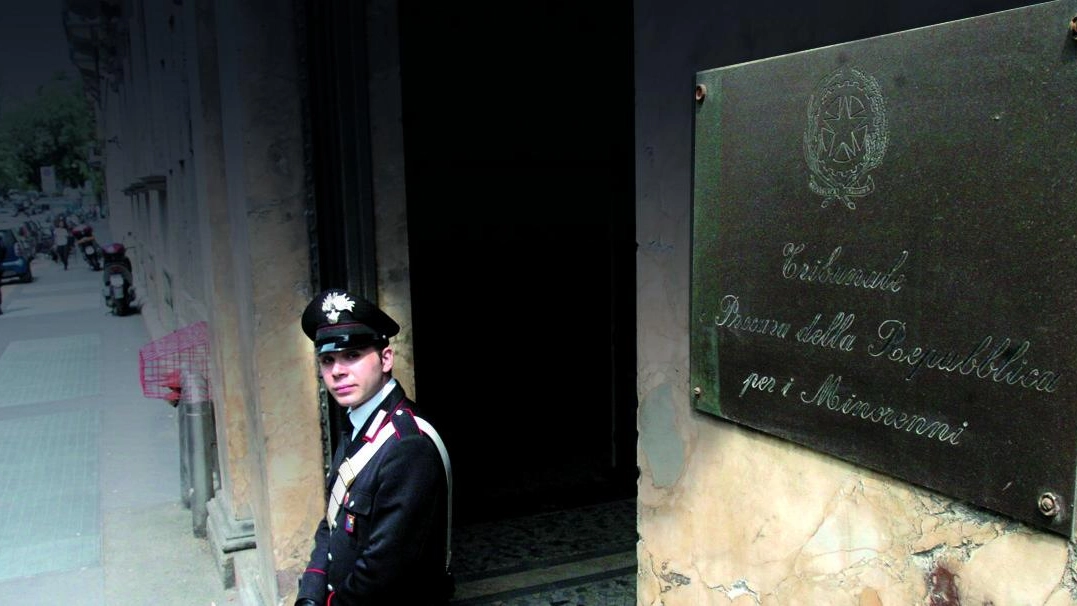 Tribunale
Procura della Repubblica
per i Minorenni